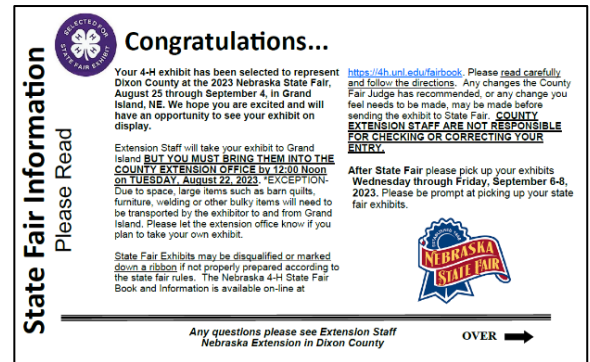 State Fair Information
Please Read
SELECTED FOR
STATE FAIR EXHIBIT
Congratulations...
Your 4-H exhibit has been selected to represent
Dixon County at the 2023 Nebraska State Fair,
August 25 through September 4, in Grand
Island, NE. We hope you are excited and will
have an opportunity to see your exhibit on
display.
Extension Staff will take your exhibit to Grand
Island BUT YOU MUST BRING THEM INTO THE
COUNTY EXTENSION OFFICE by 12:00 Noon
on TUESDAY, August 22, 2023. *EXCEPTION-
Due to space, large items such as barn quilts,
furniture, welding or other bulky items will need to
be transported by the exhibitor to and from Grand
Island. Please let the extension office know if you
plan to take your own exhibit.
State Fair Exhibits may be disqualified or marked
down a ribbon if not properly prepared according to
the state fair rules. The Nebraska 4-H State Fair
Book and Information is available on-line at
https://4h.unl.edu/fairbook. Please read carefully
and follow the directions. Any changes the County
Fair Judge has recommended, or any change you
feel needs to be made, may be made before
sending the exhibit to State Fair. COUNTY
EXTENSION STAFF ARE NOT RESPONSIBLE
FOR CHECKING OR CORRECTING YOUR
ENTRY.
After State Fair please pick up your exhibits
Wednesday through Friday, September 6-8,
2023. Please be prompt at picking up your state
fair exhibits.
NEBRASKA
STATE FAIR
Any questions please see Extension Staff
Nebraska Extension in Dixon County
OVER